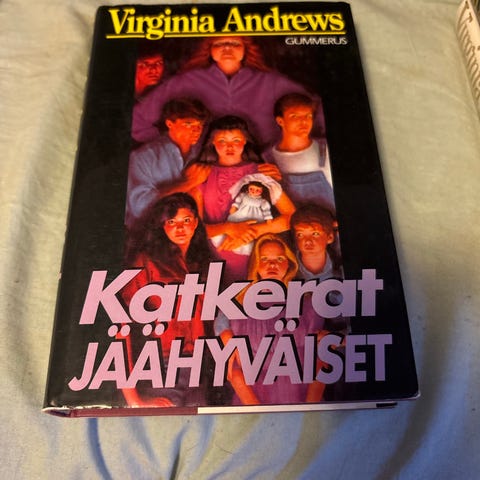 Virginia Andrews
GUMMERUS
Katkerat
JÄÄHYVÄISET